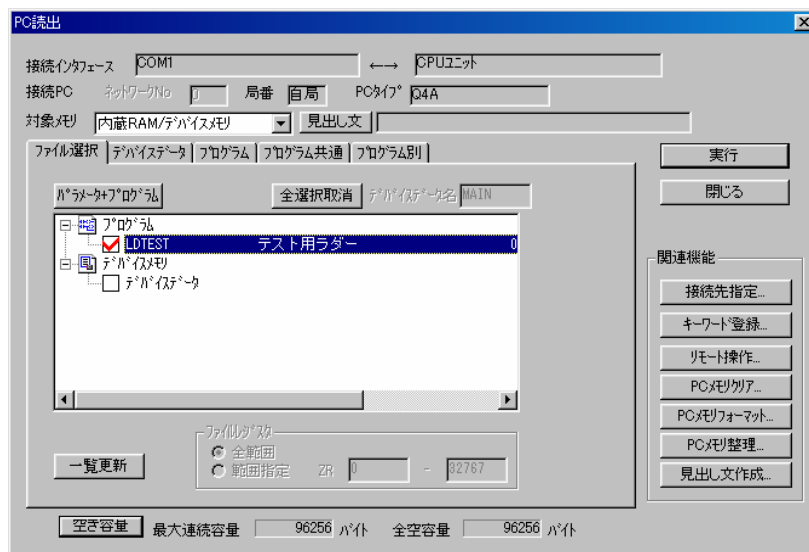 PC読出
接続インタフェース COM1 ←→ CPUユニット
接続PC ネットワークNo 0 局番 自局 PCタイプ Q4A
対象メモリ 内蔵RAM/デバイスメモリ 見出し文
ファイル選択 デバイスデータ プログラム プログラム共通 プログラム別
実行
パラメータ+プログラム 全選択取消 デバイスデータ名 MAIN
閉じる
プログラム
LDTEST テスト用ラダー 0
デバイスメモリ
デバイスデータ
関連機能
接続先指定...
キーワード登録...
リモート操作...
PCメモリクリア...
PCメモリフォーマット...
PCメモリ整理...
見出し文作成...
ファイルレジスタ
全範囲
範囲指定 ZR 0 - 32767
一覧更新
空き容量 最大連続容量 96256 バイト 全空容量 96256 バイト